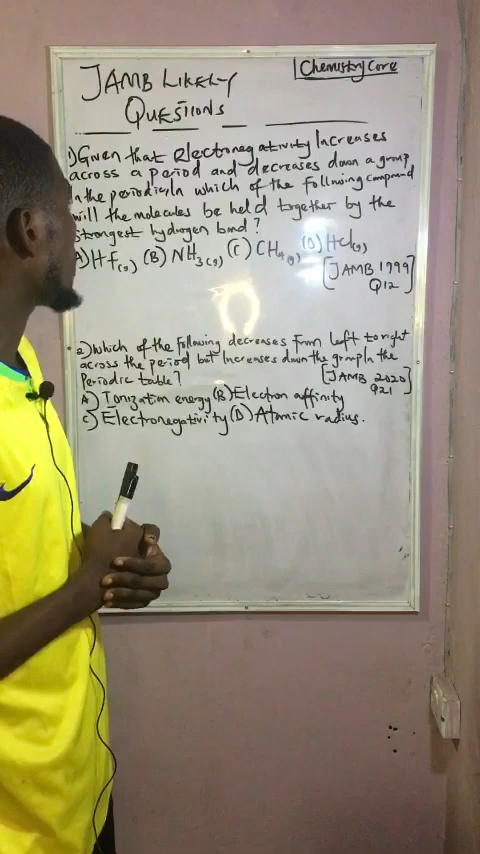 Chemistry Core
JAMB LIKELY
QUESTIONS
1) Given that electronegativity Increases
across a period and decreases down a group
In the periodic, In which of the following compound
will the molecules be held together by the
strongest hydrogen bond?
A) HF(g) (B) NH3(g) (C) CH4(g) (D) HCl(g)
[JAMB 1999
Q12]
2) Which of the following decreases from left to right
across the period but Increases down the group In the
Periodic table?
[JAMB 2020
Q21]
A) Ionization energy (B) Electron affinity
C) Electronegativity (D) Atomic radius.